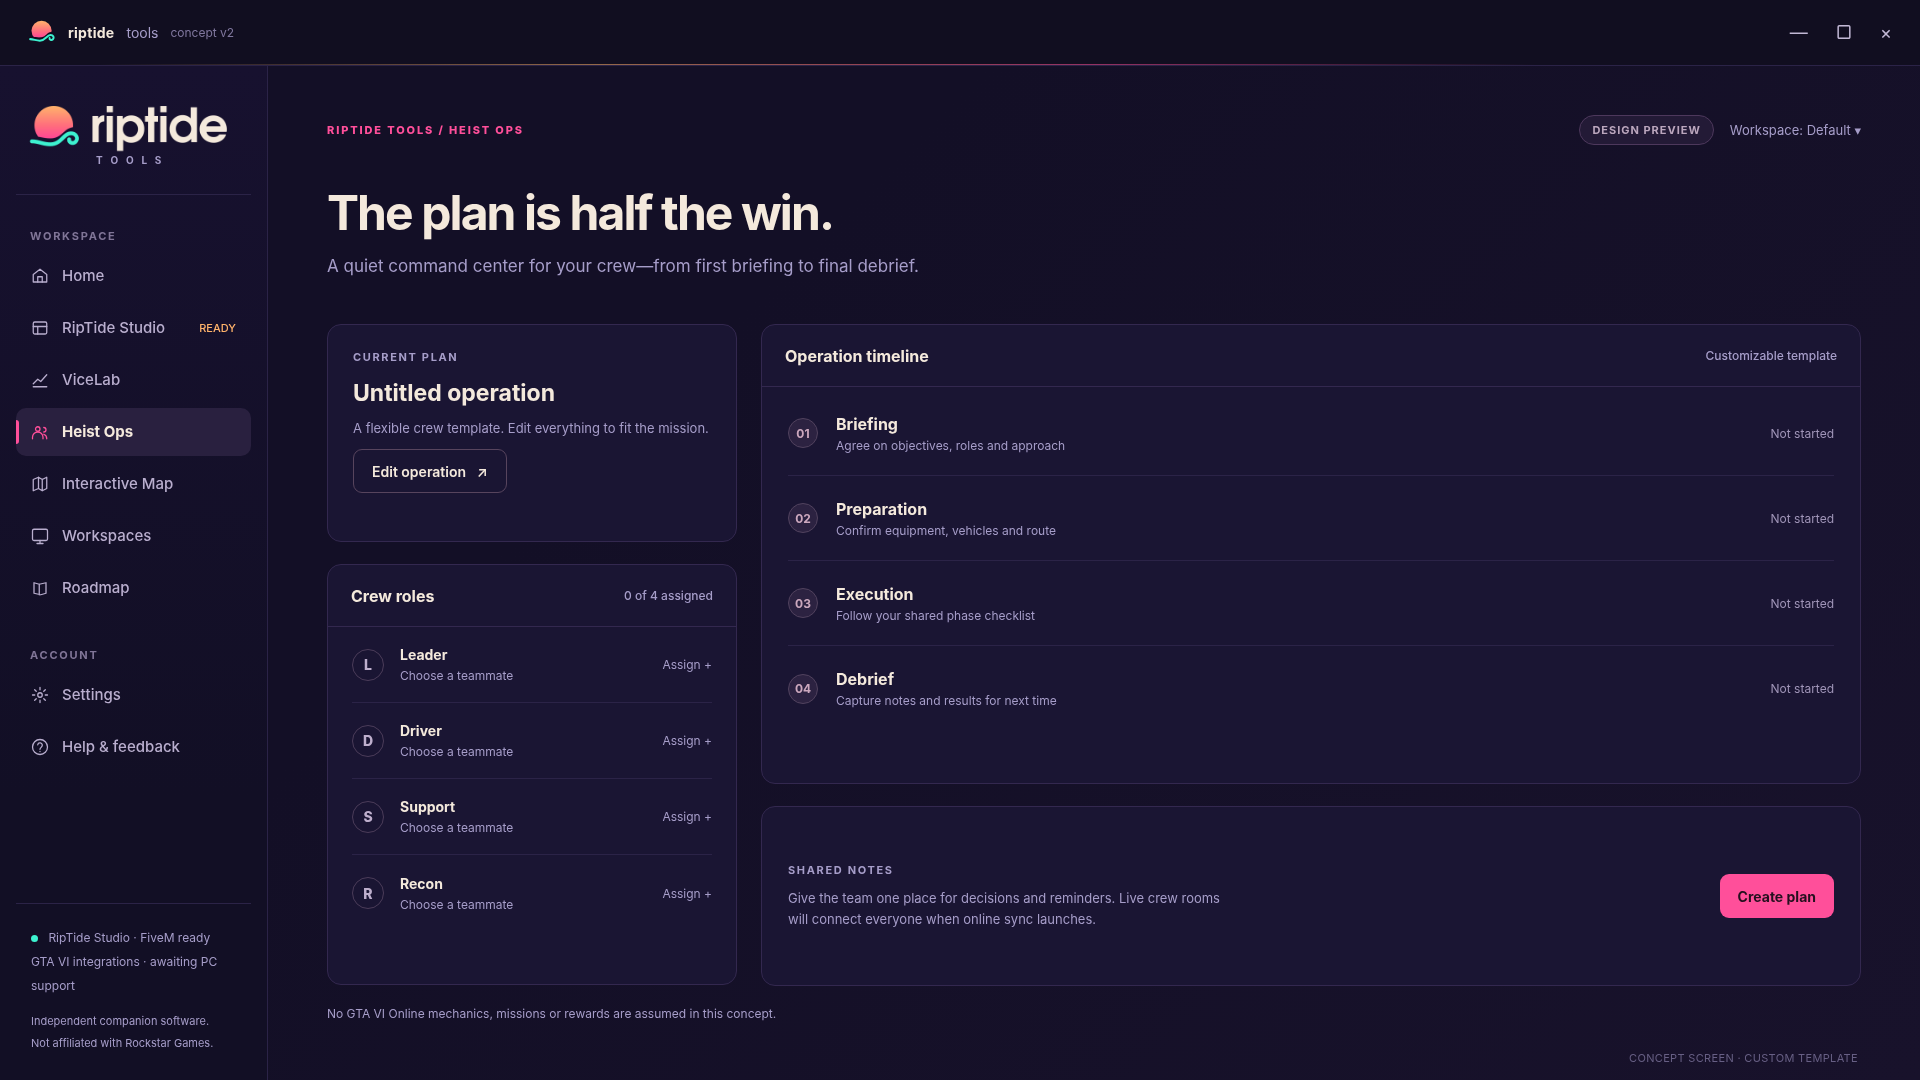 riptide tools concept v2
riptide
TOOLS
WORKSPACE
Home
RipTide Studio READY
ViceLab
Heist Ops
Interactive Map
Workspaces
Roadmap
ACCOUNT
Settings
Help & feedback
RipTide Studio · FiveM ready
GTA VI integrations · awaiting PC
support
Independent companion software.
Not affiliated with Rockstar Games.
RIPTIDE TOOLS / HEIST OPS
DESIGN PREVIEW
Workspace: Default ▾
The plan is half the win.
A quiet command center for your crew—from first briefing to final debrief.
CURRENT PLAN
Untitled operation
A flexible crew template. Edit everything to fit the mission.
Edit operation
Crew roles 0 of 4 assigned
L
Leader
Choose a teammate
Assign +
D
Driver
Choose a teammate
Assign +
S
Support
Choose a teammate
Assign +
R
Recon
Choose a teammate
Assign +
Operation timeline Customizable template
01
Briefing
Agree on objectives, roles and approach
Not started
02
Preparation
Confirm equipment, vehicles and route
Not started
03
Execution
Follow your shared phase checklist
Not started
04
Debrief
Capture notes and results for next time
Not started
SHARED NOTES
Give the team one place for decisions and reminders. Live crew rooms
will connect everyone when online sync launches.
Create plan
No GTA VI Online mechanics, missions or rewards are assumed in this concept.
CONCEPT SCREEN · CUSTOM TEMPLATE